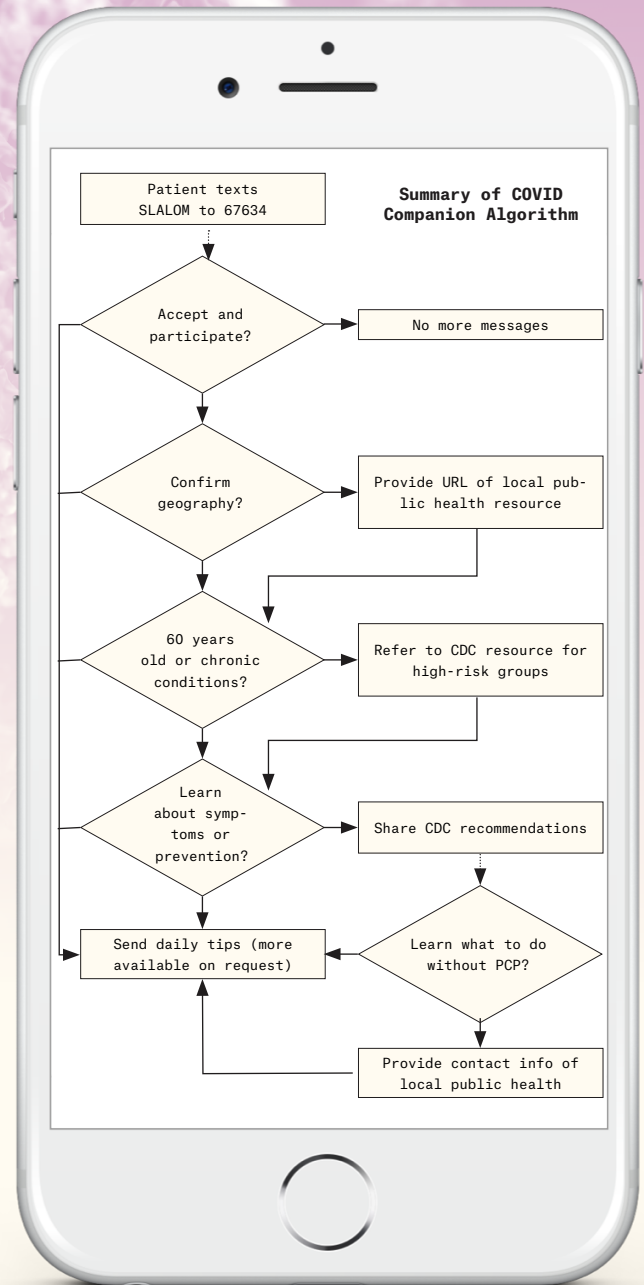 Patient texts
SLALOM to 67634
Summary of COVID
Companion Algorithm
Accept and
participate?
No more messages
Confirm
geography?
Provide URL of local pub-
lic health resource
60 years
old or chronic
conditions?
Refer to CDC resource for
high-risk groups
Learn
about symp-
toms or
prevention?
Share CDC recommendations
Send daily tips (more
available on request)
Learn what to do
without PCP?
Provide contact info of
local public health